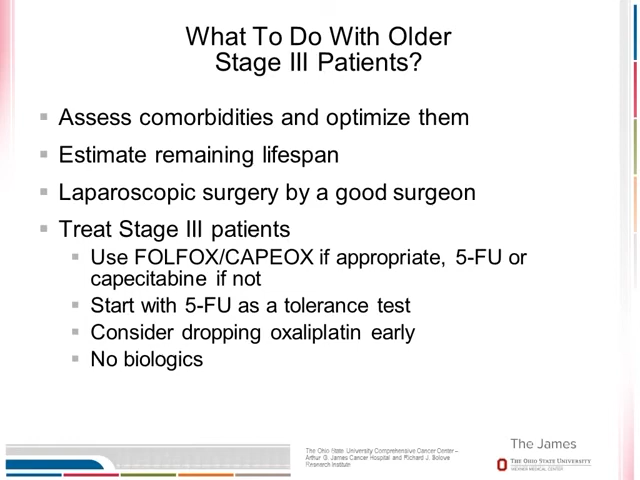 What To Do With Older
Stage III Patients?
Assess comorbidities and optimize them
Estimate remaining lifespan
Laparoscopic surgery by a good surgeon
Treat Stage III patients
Use FOLFOX/CAPEOX if appropriate, 5-FU or
capecitabine if not
Start with 5-FU as a tolerance test
Consider dropping oxaliplatin early
No biologics
The Ohio State University Comprehensive Cancer Center –
Arthur G. James Cancer Hospital and Richard J. Solove
Research Institute
The James
THE OHIO STATE UNIVERSITY
WEXNER MEDICAL CENTER